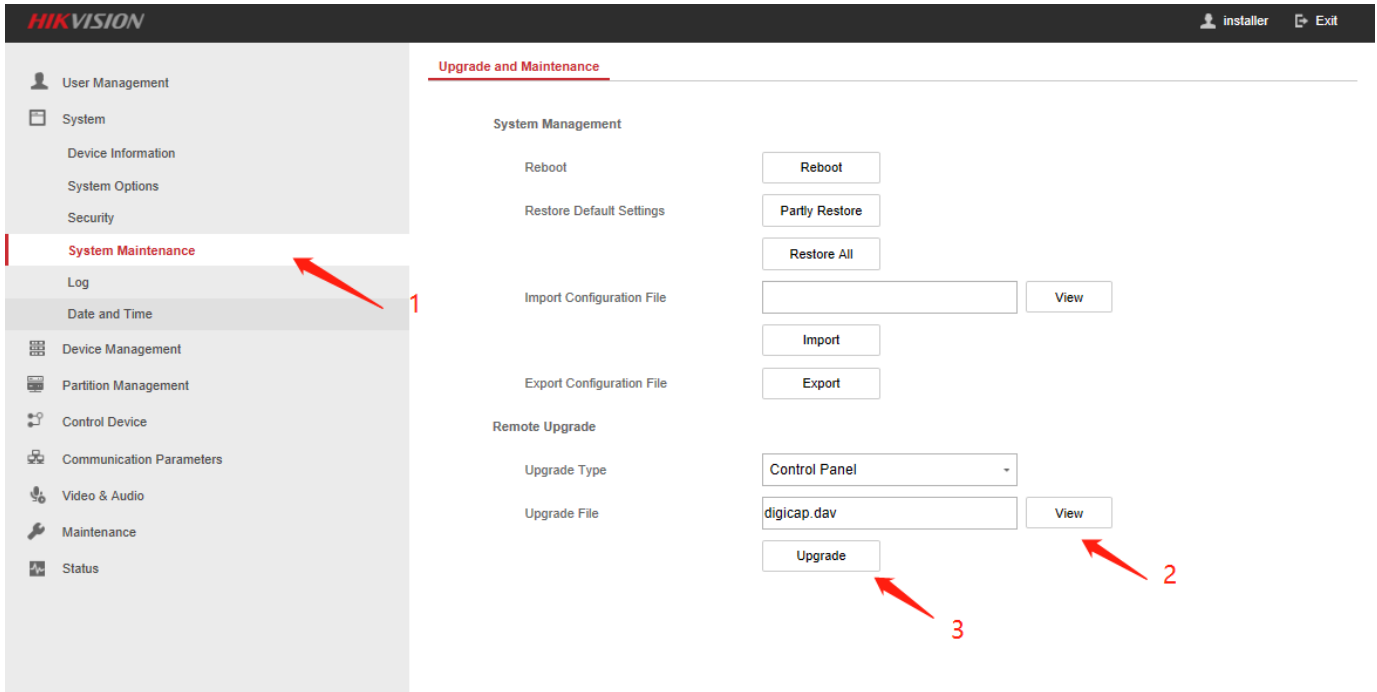 HIKVISION
installer Exit
User Management
System
Device Information
System Options
Security
System Maintenance
Log
Date and Time
Device Management
Partition Management
Control Device
Communication Parameters
Video & Audio
Maintenance
Status
1
Upgrade and Maintenance
System Management
Reboot Reboot
Restore Default Settings Partly Restore
Restore All
Import Configuration File View
Import
Export Configuration File Export
Remote Upgrade
Upgrade Type Control Panel
Upgrade File digicap.dav View
Upgrade
2
3